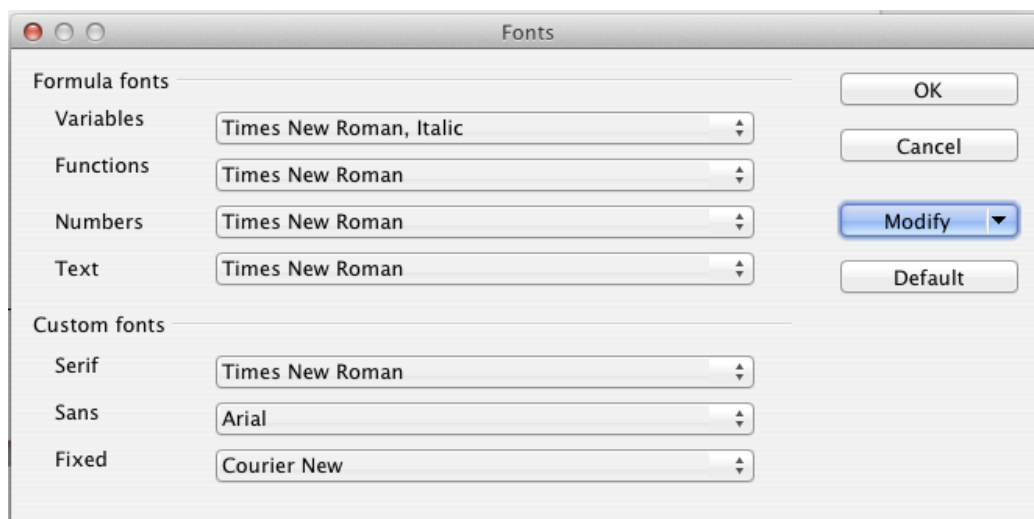 Fonts
Formula fonts
OK
Variables
Times New Roman, Italic
Cancel
Functions
Times New Roman
Numbers
Times New Roman
Modify
Text
Times New Roman
Default
Custom fonts
Serif
Times New Roman
Sans
Arial
Fixed
Courier New